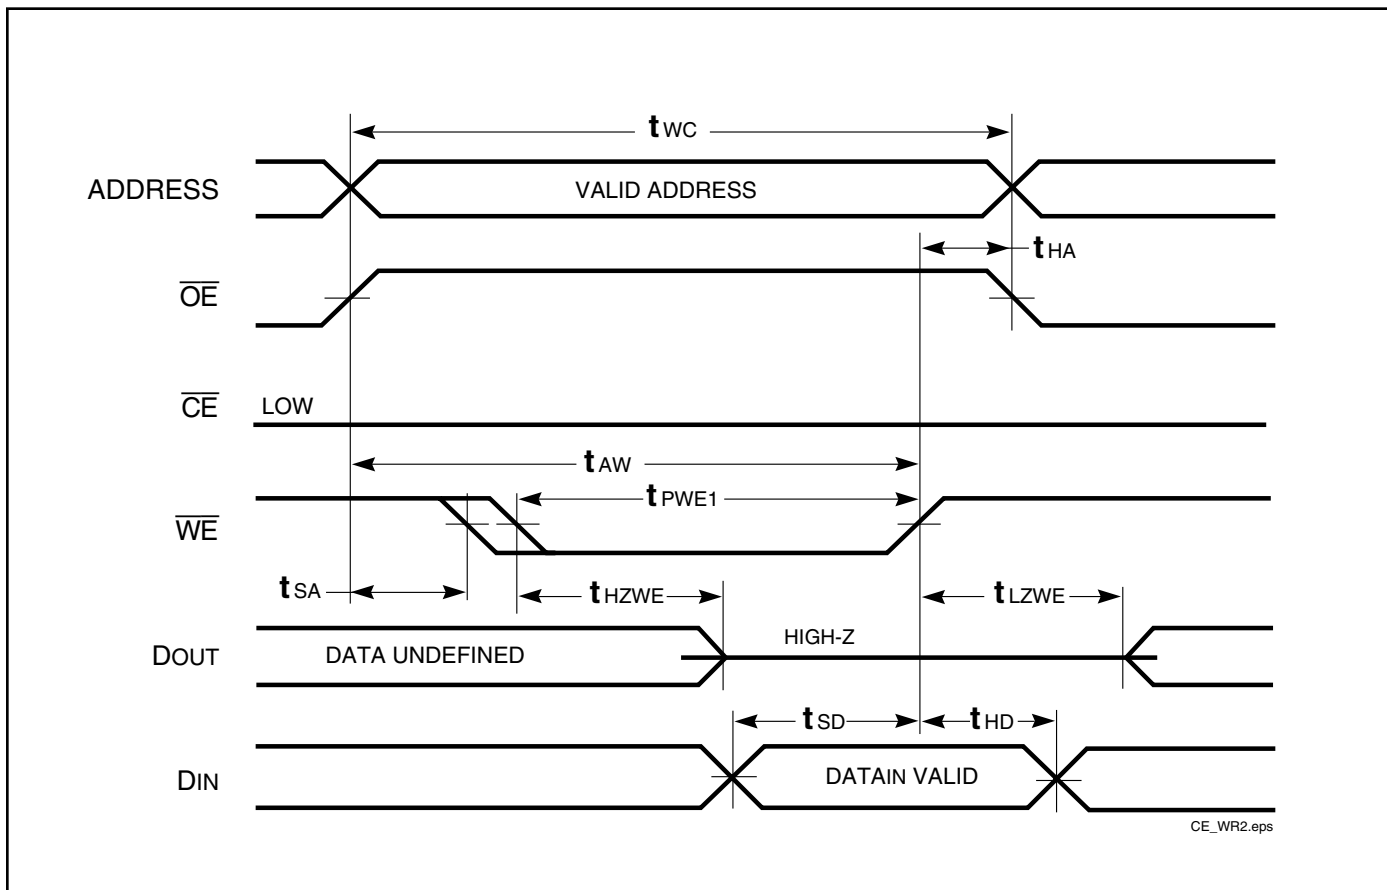 tWC
ADDRESS
VALID ADDRESS
tHA
OE
CE
LOW
tAW
tPWE1
WE
tSA
tHZWE
tLZWE
DOUT
DATA UNDEFINED
HIGH-Z
tSD
tHD
DIN
DATAIN VALID
CE_WR2.eps